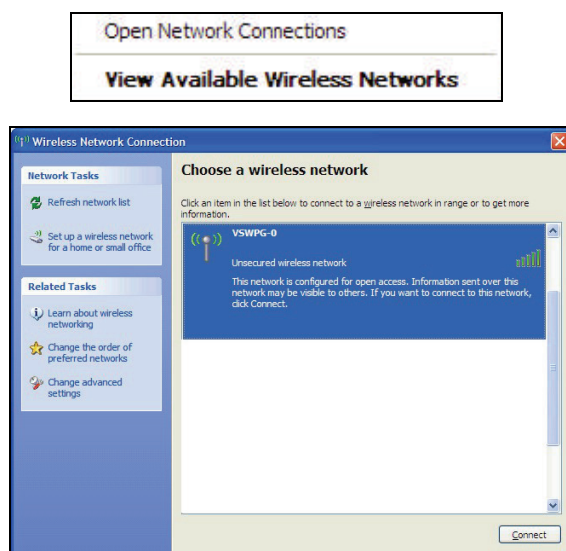 Open Network Connections
View Available Wireless Networks
Wireless Network Connection
Network Tasks
Refresh network list
Set up a wireless network
for a home or small office
Related Tasks
Learn about wireless
networking
Change the order of
preferred networks
Change advanced
settings
Choose a wireless network
Click an item in the list below to connect to a wireless network in range or to get more
information.
VSWPG-0
Unsecured wireless network
This network is configured for open access. Information sent over this
network may be visible to others. If you want to connect to this network,
click Connect.
Connect